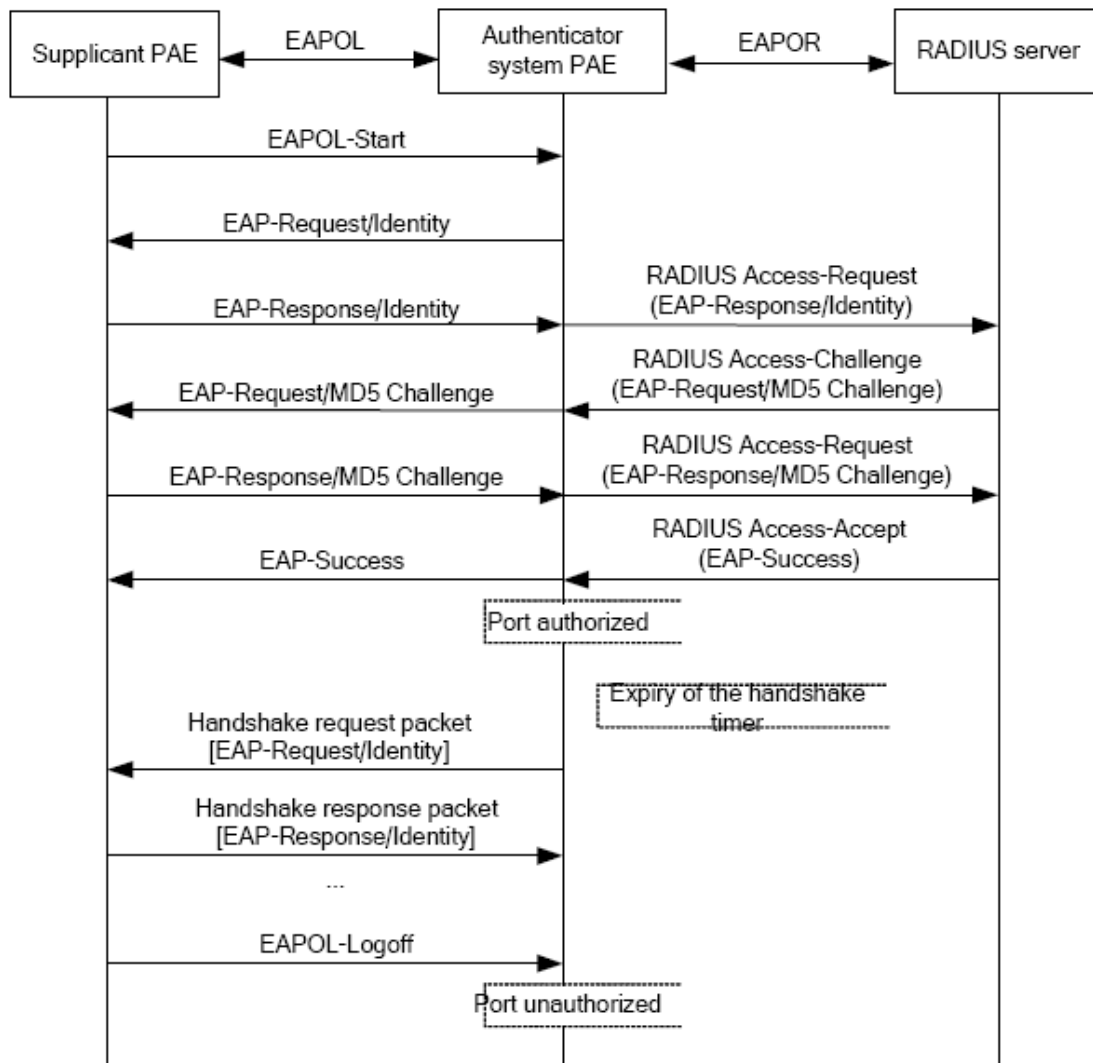 Supplicant PAE
EAPOL
Authenticator
system PAE
EAPOR
RADIUS server
EAPOL-Start
EAP-Request/Identity
EAP-Response/Identity
RADIUS Access-Request
(EAP-Response/Identity)
EAP-Request/MD5 Challenge
RADIUS Access-Challenge
(EAP-Request/MD5 Challenge)
EAP-Response/MD5 Challenge
RADIUS Access-Request
(EAP-Response/MD5 Challenge)
EAP-Success
RADIUS Access-Accept
(EAP-Success)
Port authorized
Expiry of the handshake
timer
Handshake request packet
[EAP-Request/Identity]
Handshake response packet
[EAP-Response/Identity]
...
EAPOL-Logoff
Port unauthorized